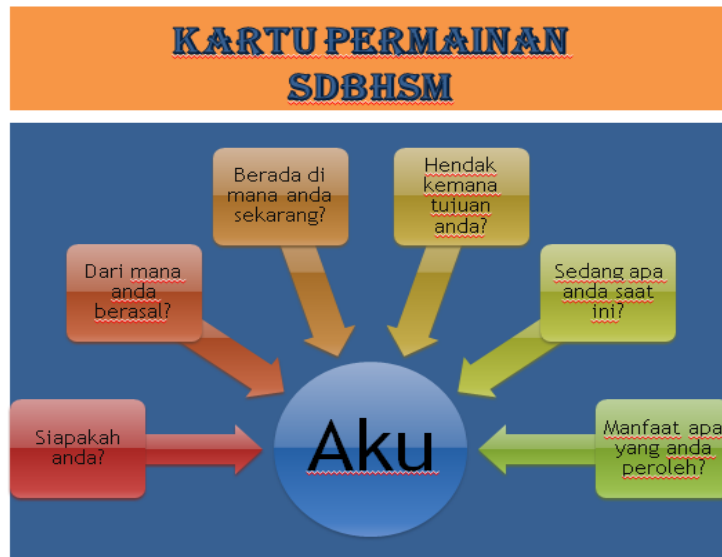 KARTU PERMAINAN
SDBHSM
Siapakah
anda?
Dari mana
anda
berasal?
Berada di
mana anda
sekarang?
Hendak
kemana
tujuan
anda?
Sedang apa
anda saat
ini?
Manfaat apa
yang anda
peroleh?
Aku